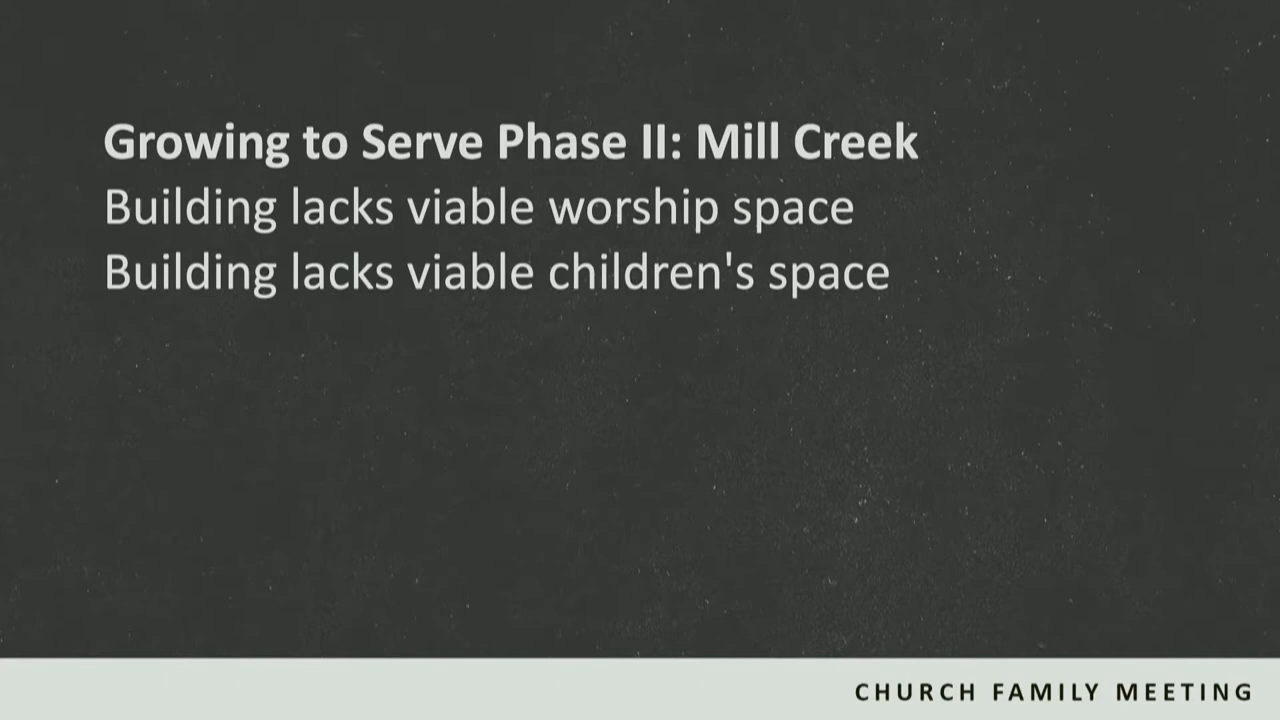 Growing to Serve Phase II: Mill Creek
Building lacks viable worship space
Building lacks viable children's space
CHURCH FAMILY MEETING